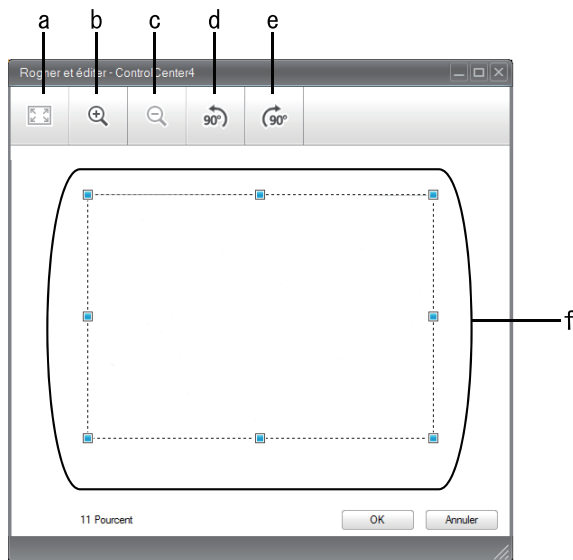 a b c d e
Rogner et éditer - ControlCenter4
90° 90°
f
11 Pourcent OK Annuler